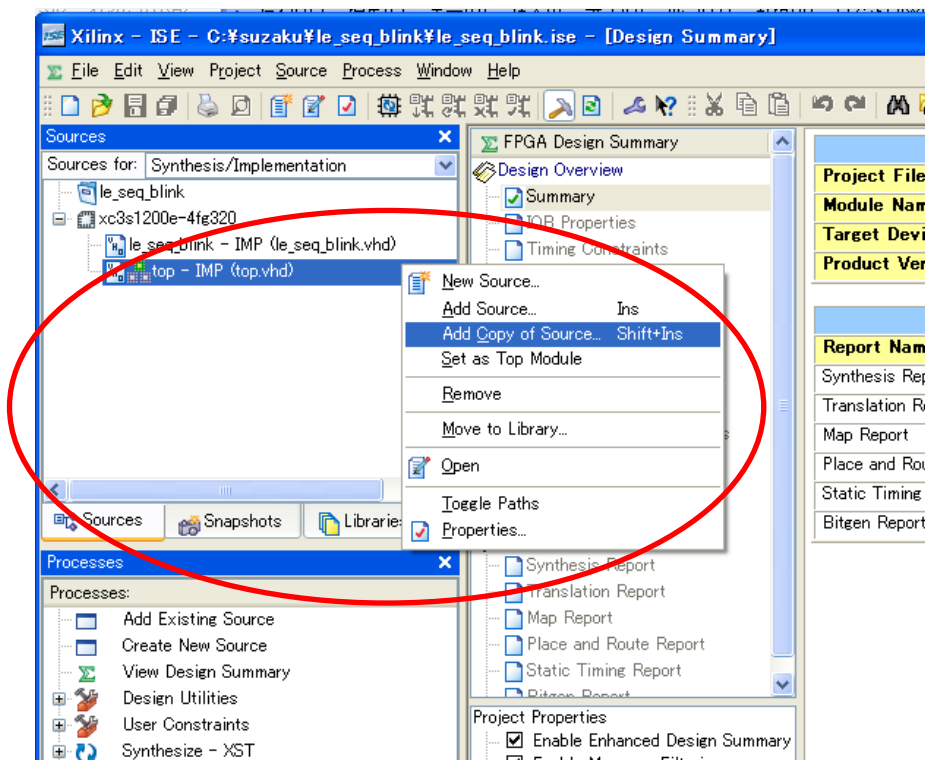 Xilinx - ISE - C:¥suzaku¥le_seq_blink¥le_seq_blink.ise - [Design Summary]
File Edit View Project Source Process Window Help
Sources
Sources for: Synthesis/Implementation
le_seq_blink
xc3s1200e-4fg320
le_seq_blink - IMP (le_seq_blink.vhd)
top - IMP (top.vhd)
New Source...
Add Source... Ins
Add Copy of Source... Shift+Ins
Set as Top Module
Remove
Move to Library...
Open
Toggle Paths
Properties...
Sources Snapshots Libraries
Processes
Processes:
Add Existing Source
Create New Source
View Design Summary
Design Utilities
User Constraints
Synthesize - XST
FPGA Design Summary
Design Overview
Summary
IOB Properties
Timing Constraints
Synthesis Report
Translation Report
Map Report
Place and Route Report
Static Timing Report
Bitgen Report
Project Properties
Enable Enhanced Design Summary
Project File
Module Nam
Target Devi
Product Ver
Report Nam
Synthesis Rep
Translation R
Map Report
Place and Rou
Static Timing
Bitgen Report